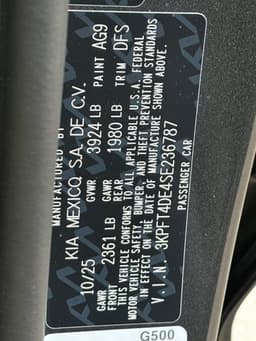 MANUFACTURED BY
KIA MEXICO S.A. DE C.V.
10/25 GVWR 3924 LB PAINT AG9
GAWR FRONT 2361 LB GAWR REAR 1980 LB TRIM DFS
THIS VEHICLE CONFORMS TO ALL APPLICABLE U.S.A. FEDERAL
MOTOR VEHICLE SAFETY, BUMPER, AND THEFT PREVENTION STANDARDS
IN EFFECT ON THE DATE OF MANUFACTURE SHOWN ABOVE.
V.I.N. 3KPFT4DE4SE236787
PASSENGER CAR
G500